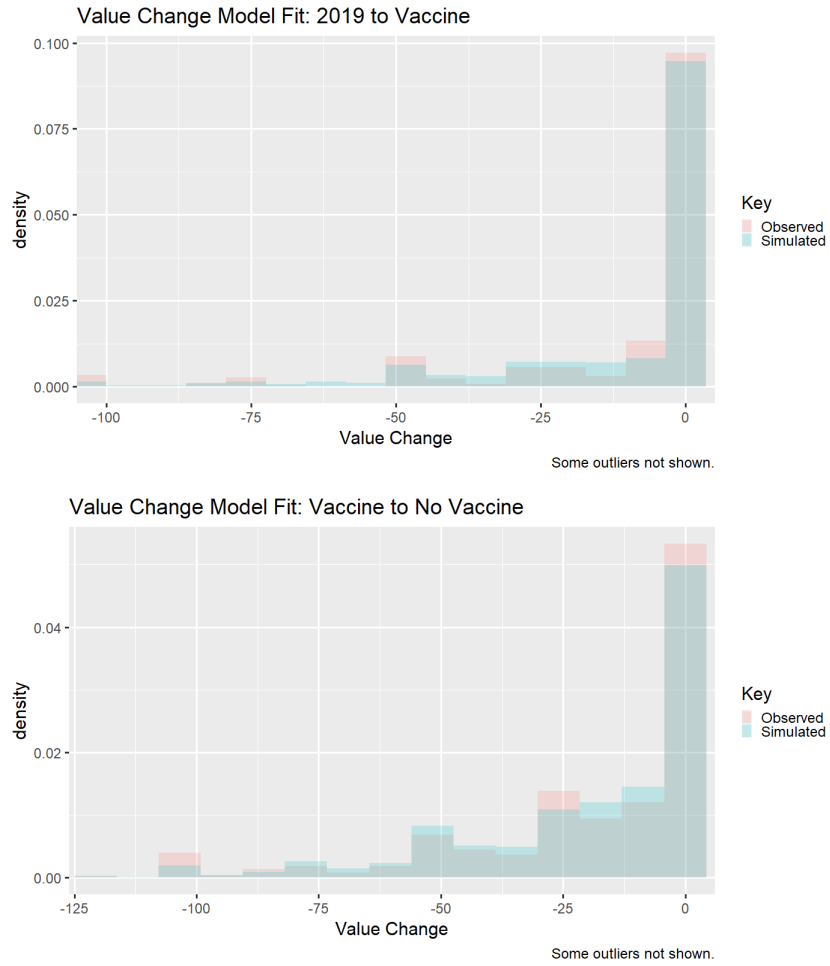 Value Change Model Fit: 2019 to Vaccine
0.100
0.075
0.050
0.025
0.000
density
-100 -75 -50 -25 0
Value Change
Key
Observed
Simulated
Some outliers not shown.
Value Change Model Fit: Vaccine to No Vaccine
0.04
0.02
0.00
density
-125 -100 -75 -50 -25 0
Value Change
Key
Observed
Simulated
Some outliers not shown.